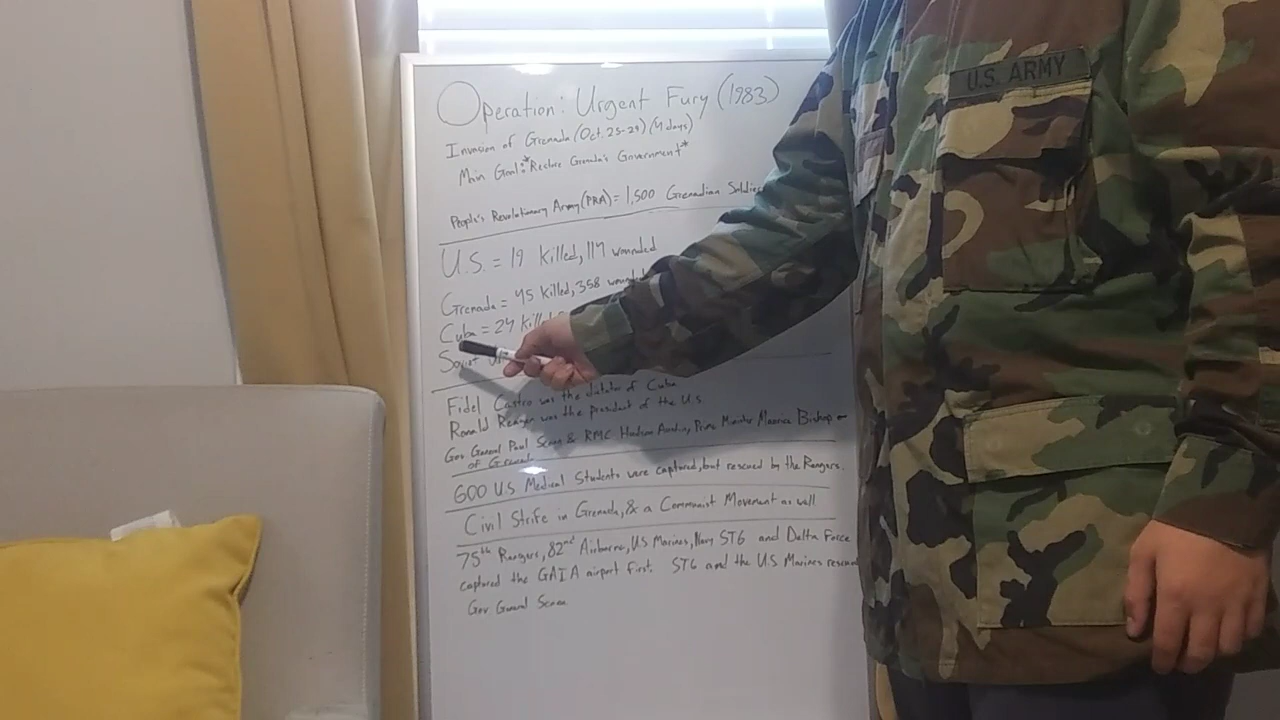 Operation: Urgent Fury (1983)
Invasion of Grenada (Oct. 25-29) (4 days)
Main Goal:*Restore Grenada's Government*
People's Revolutionary Army (PRA) = 1,500 Grenadian Soldiers
U.S. = 19 killed, 117 wounded
Grenada = 45 killed, 358 wounded
Cuba = 24 killed
Soviet
Fidel Castro was the dictator of Cuba
Ronald Reagan was the president of the U.S.
Gov General Paul Scoon & RMC Hudson Austin, Prime Minister Maurice Bishop
of Grenada
600 U.S Medical Students were captured, but rescued by the Rangers.
Civil Strife in Grenada, & a Communist Movement as well
75th Rangers, 82nd Airborne, U.S Marines, Navy ST6 and Delta Force
captured the GAIA airport first. ST6 and the U.S. Marines
Gov General Scoon
U.S. ARMY